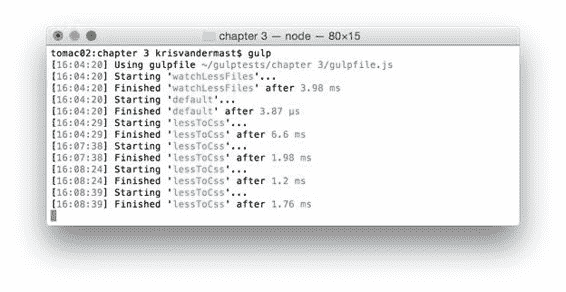 chapter 3 — node — 80×15
tomac02:chapter 3 krisvandermast$ gulp
[16:04:20] Using gulpfile ~/gulptests/chapter 3/gulpfile.js
[16:04:20] Starting 'watchLessFiles'...
[16:04:20] Finished 'watchLessFiles' after 3.98 ms
[16:04:20] Starting 'default'...
[16:04:20] Finished 'default' after 3.87 μs
[16:04:29] Starting 'lessToCss'...
[16:04:29] Finished 'lessToCss' after 6.6 ms
[16:07:38] Starting 'lessToCss'...
[16:07:38] Finished 'lessToCss' after 1.98 ms
[16:08:24] Starting 'lessToCss'...
[16:08:24] Finished 'lessToCss' after 1.2 ms
[16:08:39] Starting 'lessToCss'...
[16:08:39] Finished 'lessToCss' after 1.76 ms